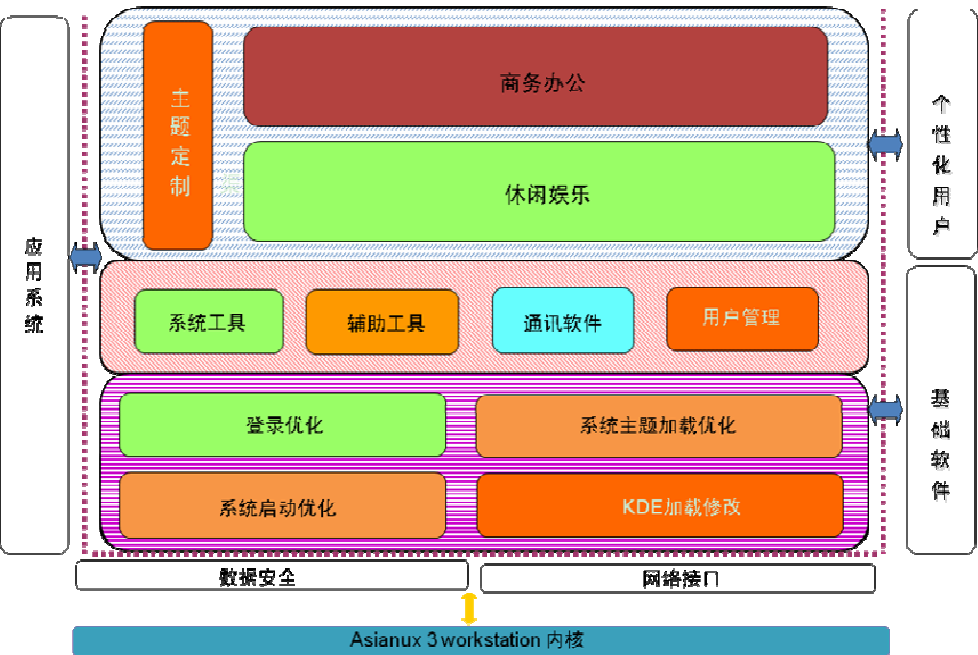 主题定制
商务办公
休闲娱乐
应用系统
个性化用户
系统工具
辅助工具
通讯软件
用户管理
登录优化
系统主题加载优化
系统启动优化
KDE加载修改
基础软件
数据安全
网络接口
Asianux 3 workstation 内核